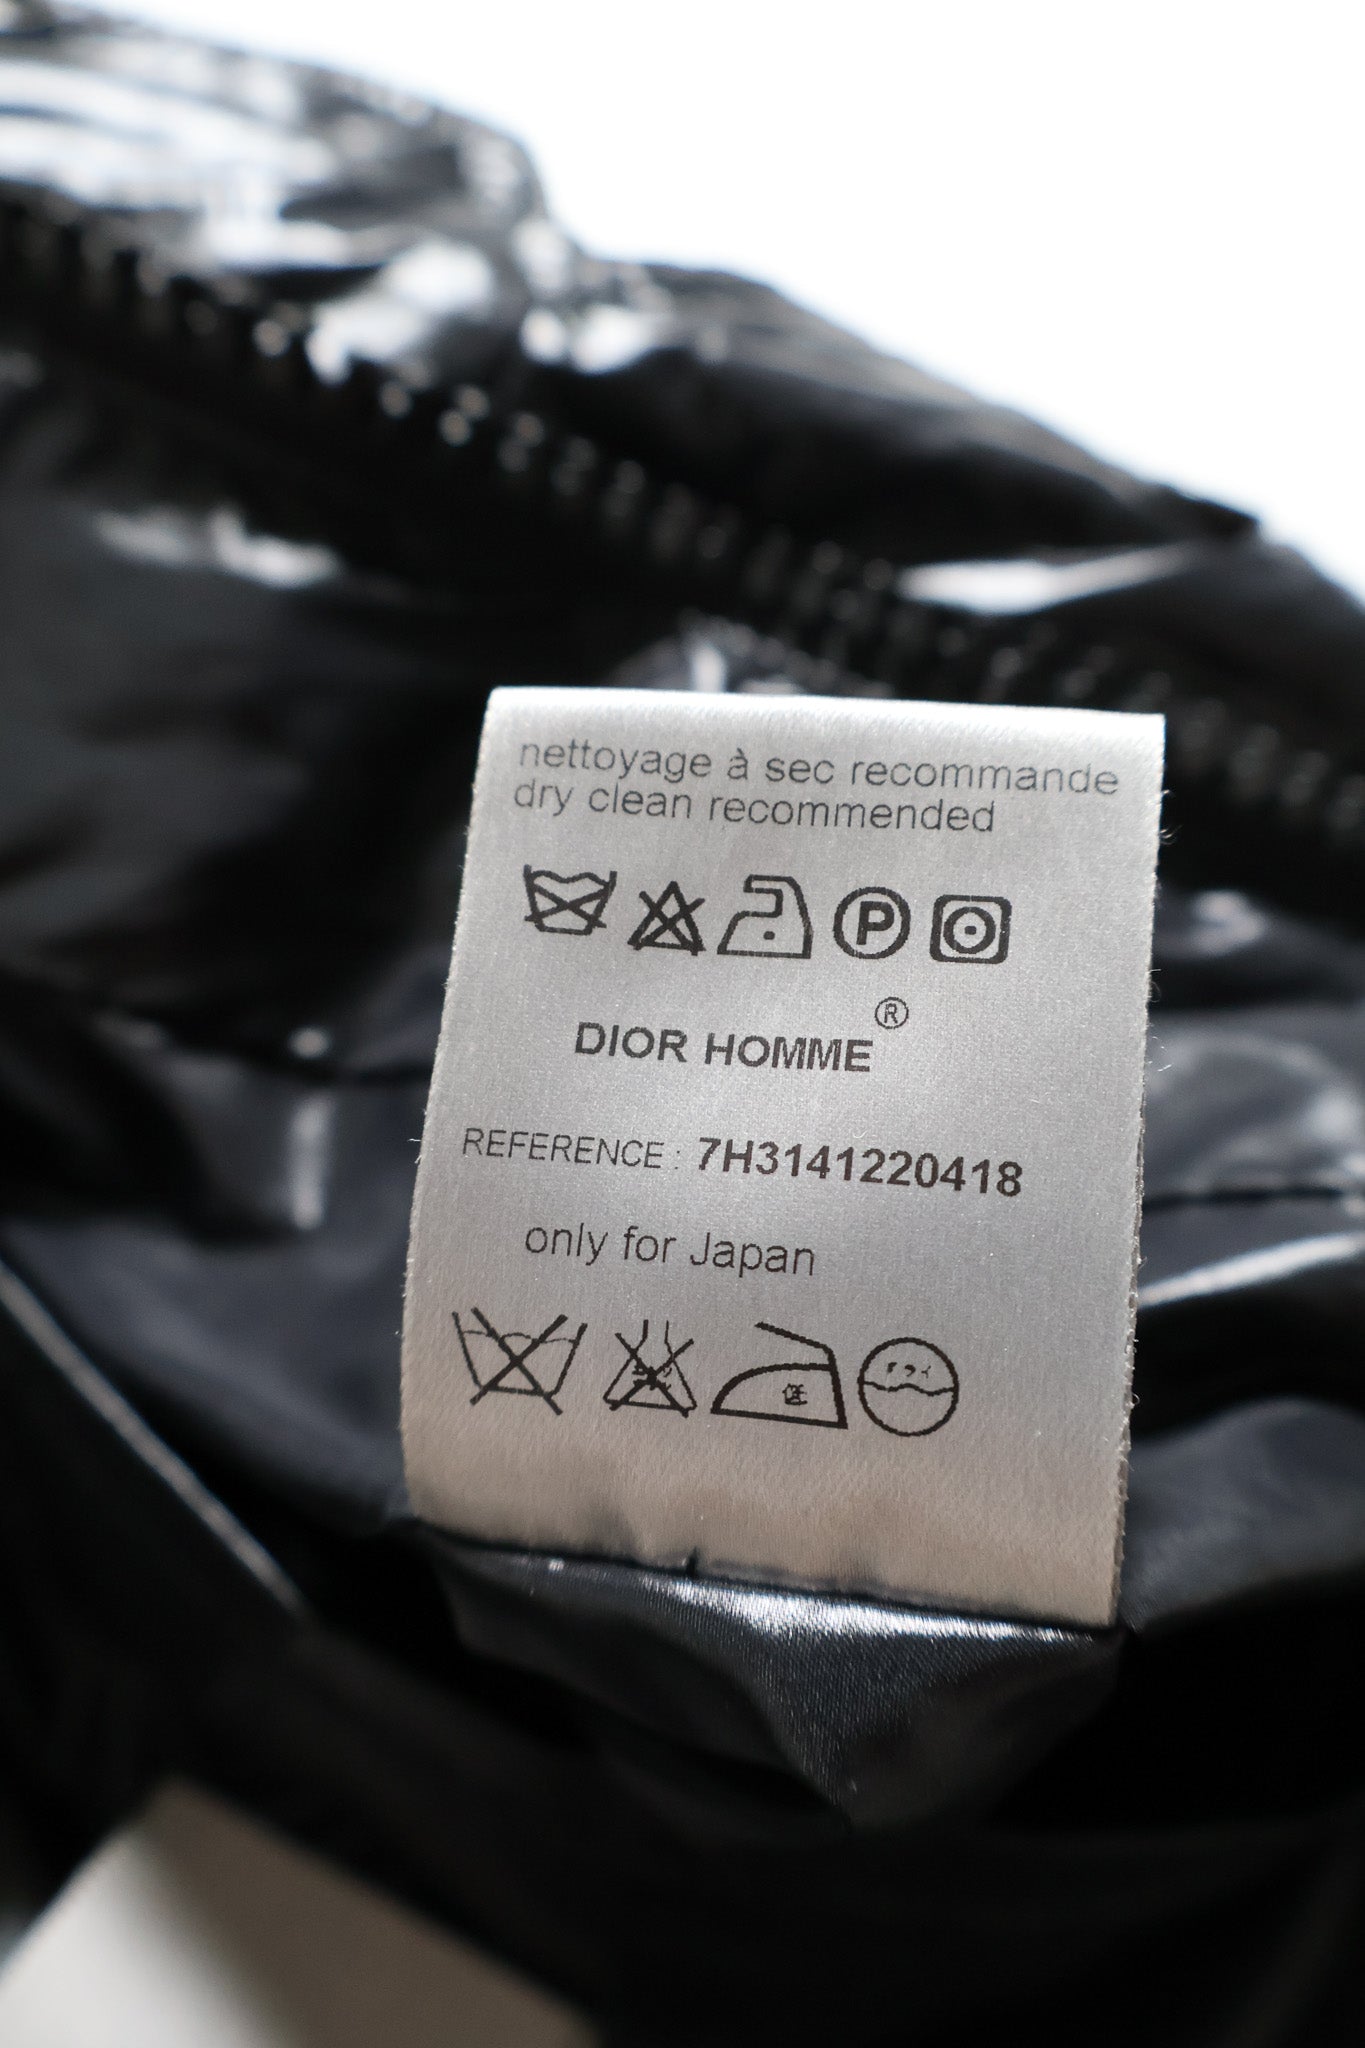 nettoyage à sec recommande
dry clean recommended
P
DIOR HOMME®
REFERENCE : 7H3141220418
only for Japan